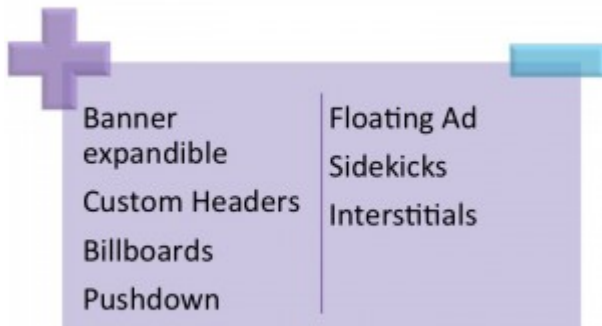 Banner
expandible
Custom Headers
Billboards
Pushdown
Floating Ad
Sidekicks
Interstitials